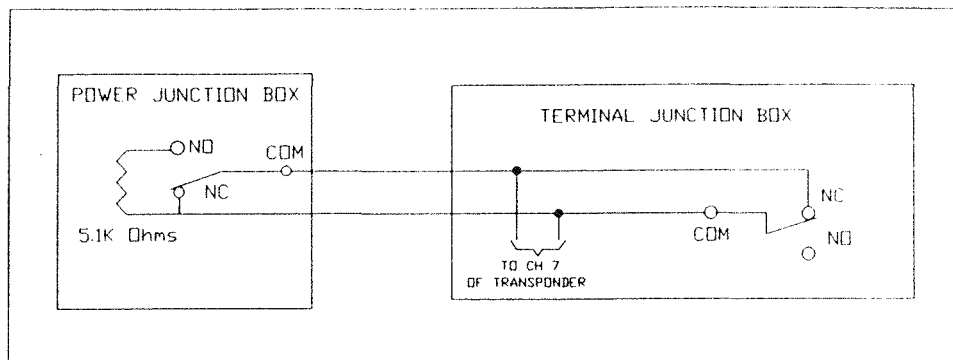 POWER JUNCTION BOX
TERMINAL JUNCTION BOX
NO
COM
NC
NC
5.1K Ohms
COM
NO
TO CH 7
OF TRANSPONDER